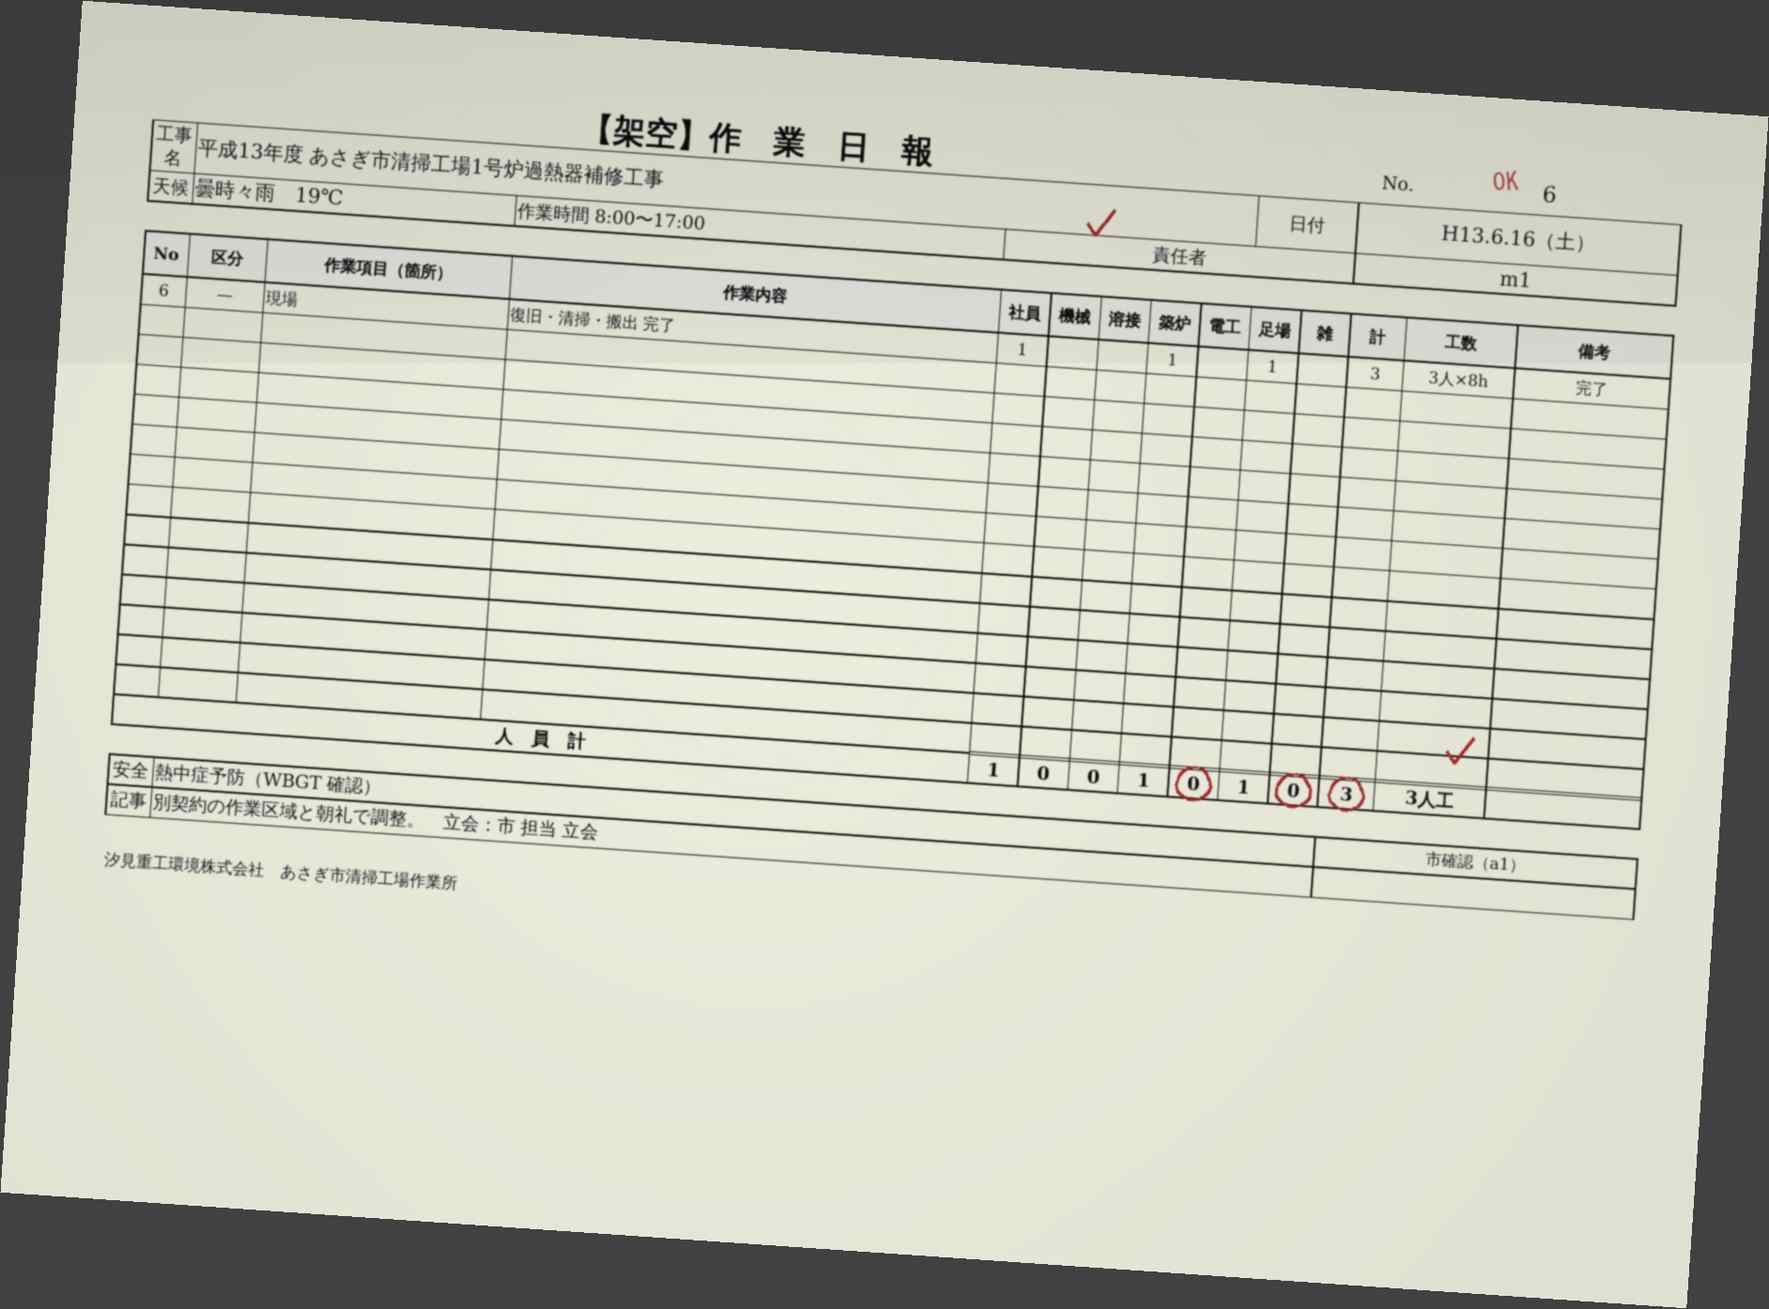 【架空】作 業 日 報
No. OK 6
工事名 平成13年度 あさぎ市清掃工場1号炉過熱器補修工事 日付 H13.6.16（土）
天候 曇時々雨 19℃ 作業時間 8:00〜17:00 責任者 m1
No 区分 作業項目（箇所） 作業内容 社員 機械 溶接 築炉 電工 足場 雑 計 工数 備考
6 — 現場 復旧・清掃・搬出 完了 1 1 1 3 3人×8h 完了
人 員 計 1 0 0 1 0 1 0 3 3人工
安全 熱中症予防（WBGT 確認） 市確認（a1）
記事 別契約の作業区域と朝礼で調整。 立会：市 担当 立会
汐見重工環境株式会社 あさぎ市清掃工場作業所